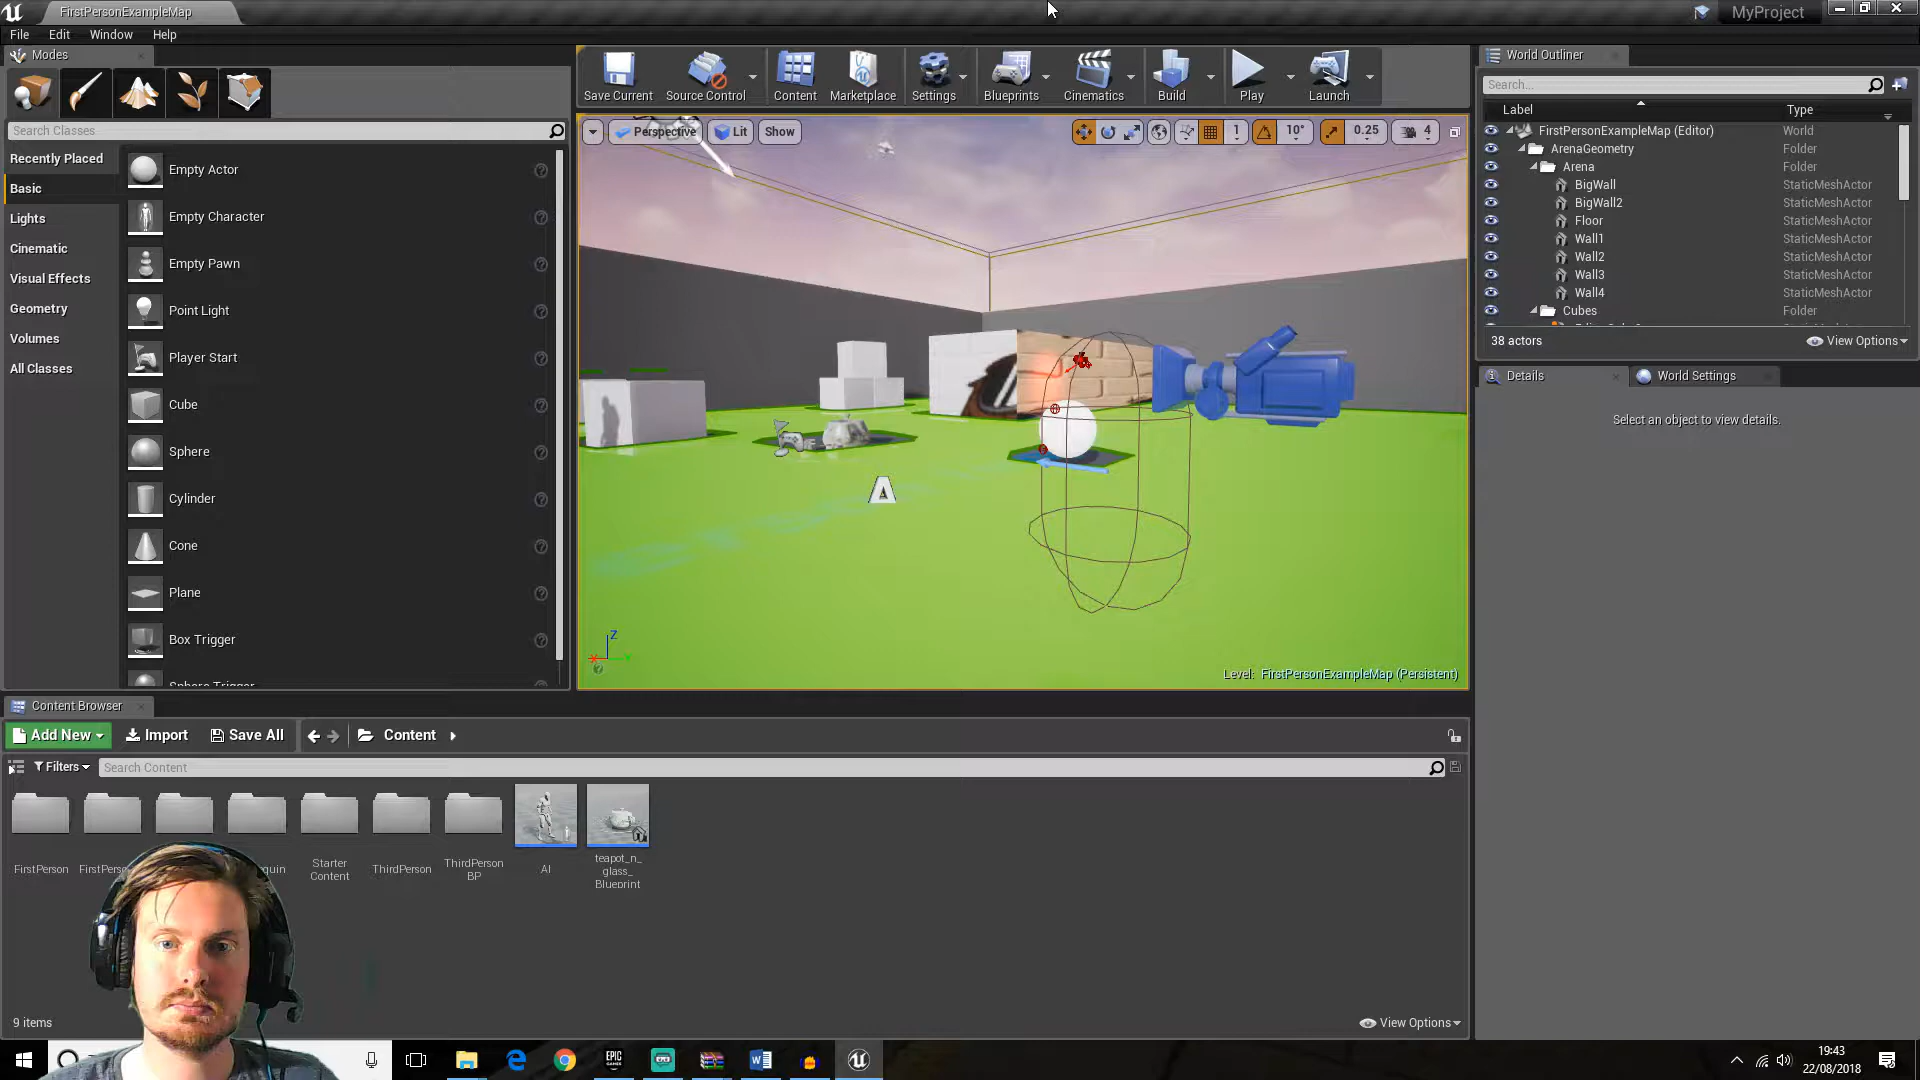 FirstPersonExampleMap
MyProject
File Edit Window Help
Modes
Search Classes
Recently Placed
Basic
Lights
Cinematic
Visual Effects
Geometry
Volumes
All Classes
Empty Actor
Empty Character
Empty Pawn
Point Light
Player Start
Cube
Sphere
Cylinder
Cone
Plane
Box Trigger
Sphere Trigger
Save Current Source Control Content Marketplace Settings Blueprints Cinematics Build Play Launch
Perspective Lit Show 1 10° 0.25 4
Z
X Y
Level: FirstPersonExampleMap (Persistent)
World Outliner
Search...
Label Type
FirstPersonExampleMap (Editor) World
ArenaGeometry Folder
Arena Folder
BigWall StaticMeshActor
BigWall2 StaticMeshActor
Floor StaticMeshActor
Wall1 StaticMeshActor
Wall2 StaticMeshActor
Wall3 StaticMeshActor
Wall4 StaticMeshActor
Cubes Folder
38 actors View Options
Details World Settings
Select an object to view details.
Content Browser
Add New Import Save All Content
Filters Search Content
FirstPerson
Starter
Content
ThirdPerson
ThirdPerson
BP
AI
teapot_n_
glass_
Blueprint
9 items View Options
EPIC
GAMES
19:43
22/08/2018